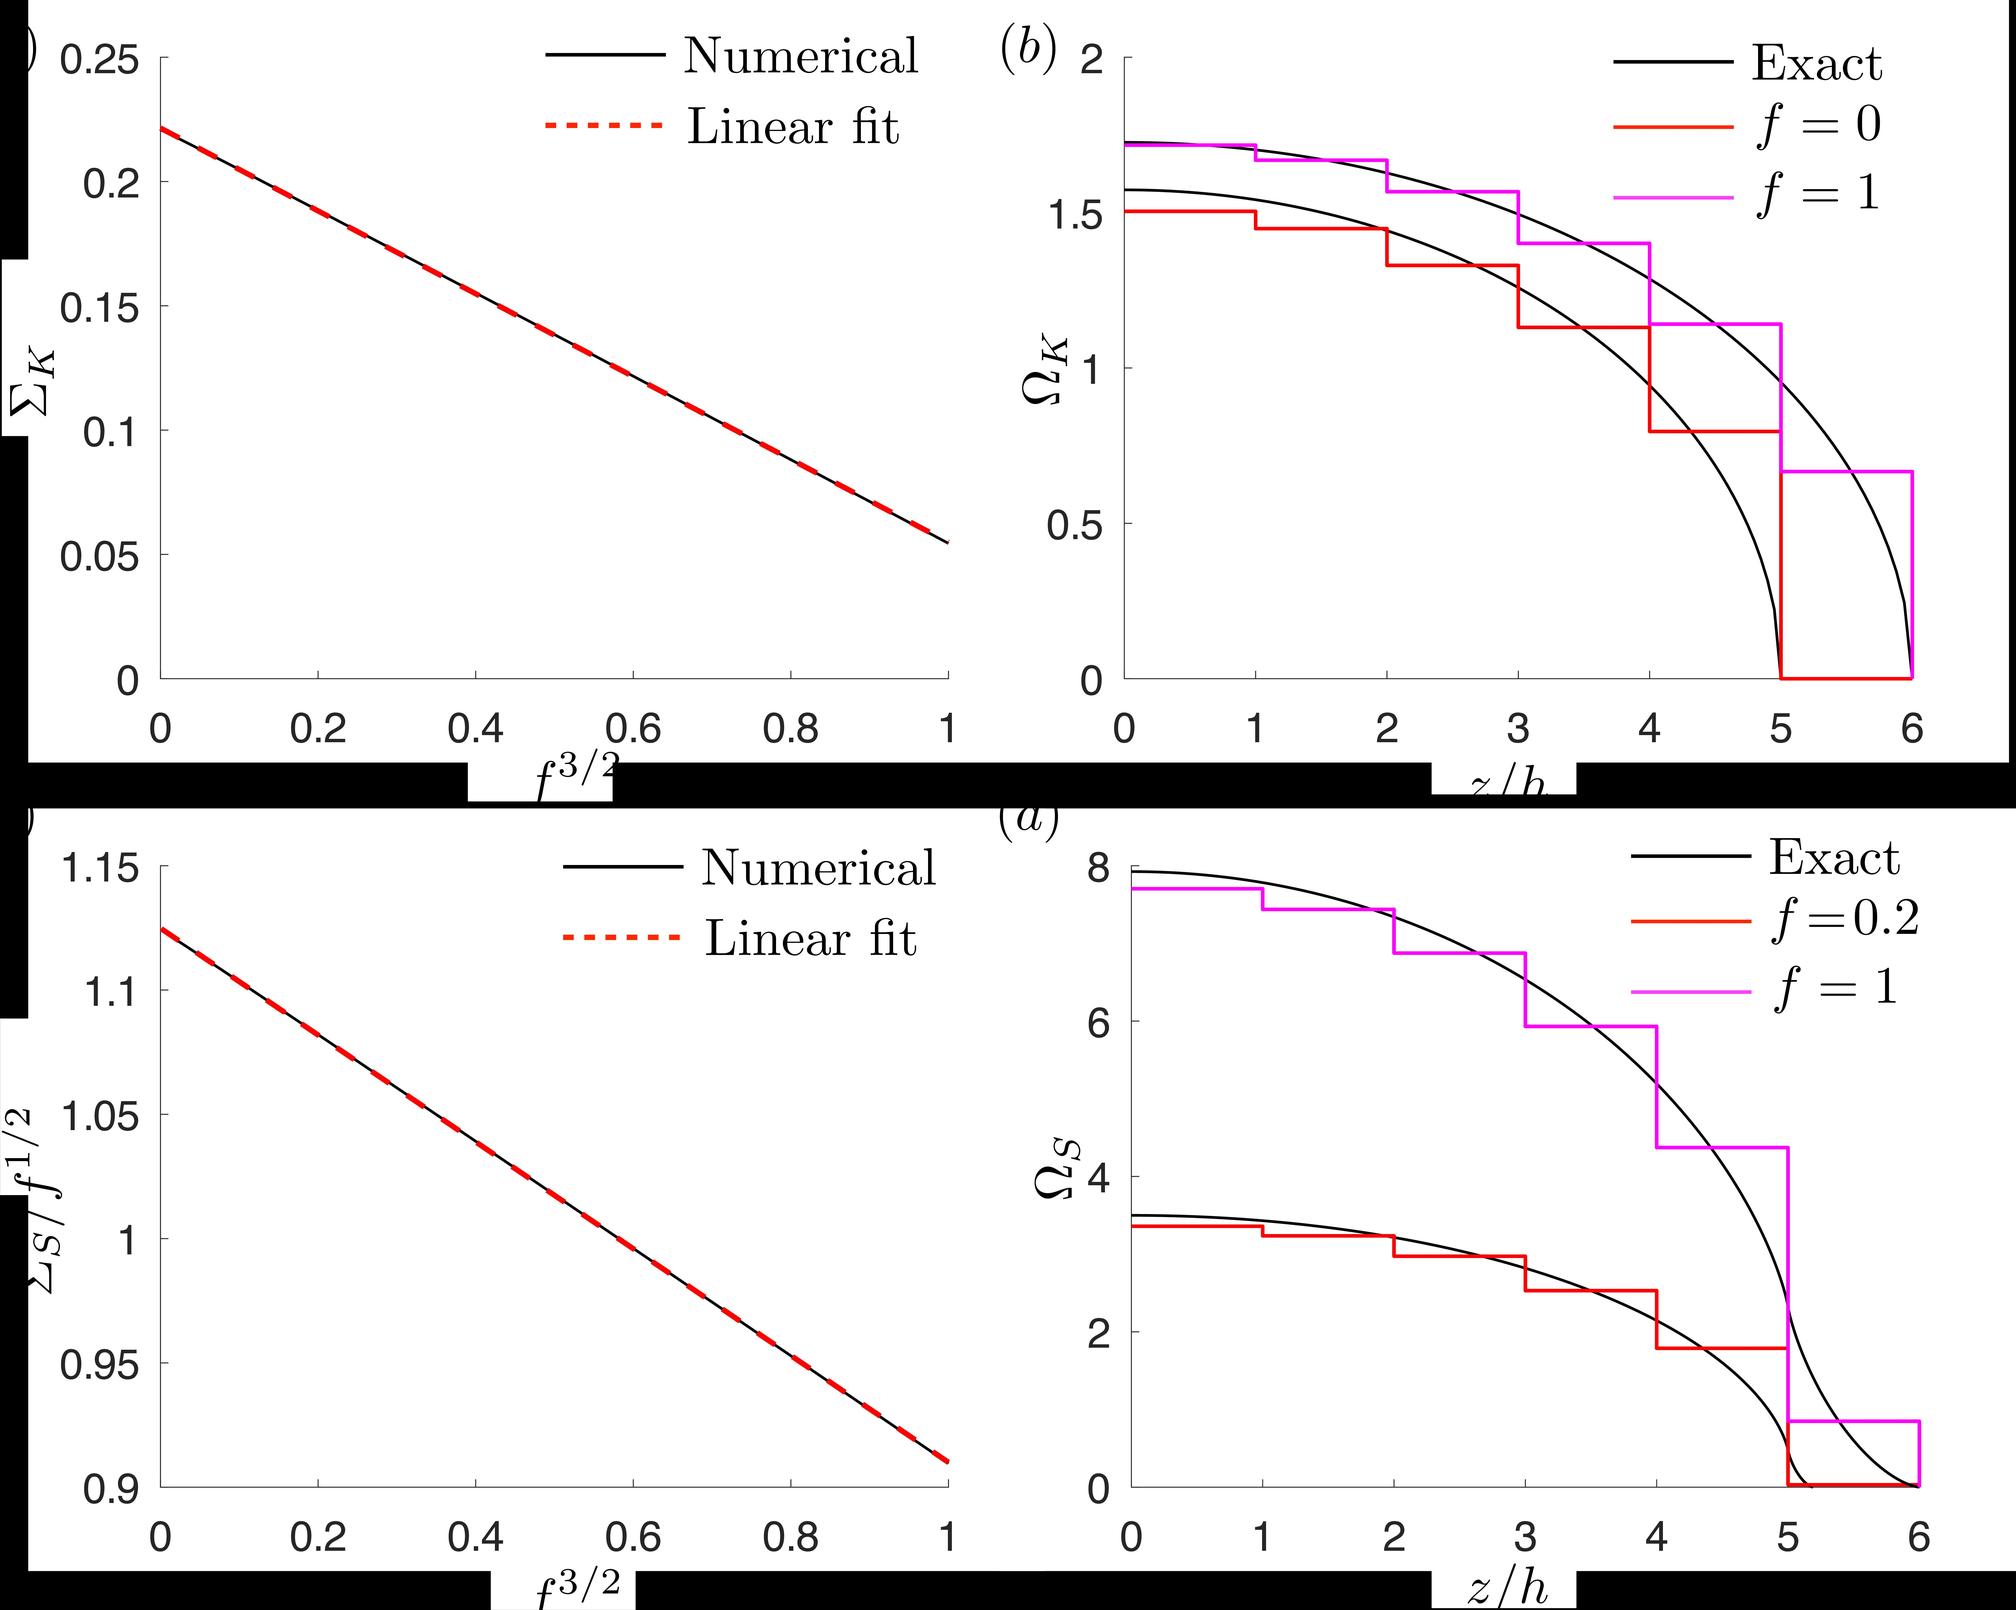 )
0.25
0.2
0.15
0.1
0.05
0
Σ_K
0 0.2 0.4 0.6 0.8 1
f^{3/2}
Numerical
Linear fit
(b)
2
1.5
1
0.5
0
Ω_K
0 1 2 3 4 5 6
z/h
Exact
f = 0
f = 1
)
1.15
1.1
1.05
1
0.95
0.9
Σ_S/f^{1/2}
0 0.2 0.4 0.6 0.8 1
f^{3/2}
Numerical
Linear fit
(d)
8
6
4
2
0
Ω_S
0 1 2 3 4 5 6
z/h
Exact
f = 0.2
f = 1